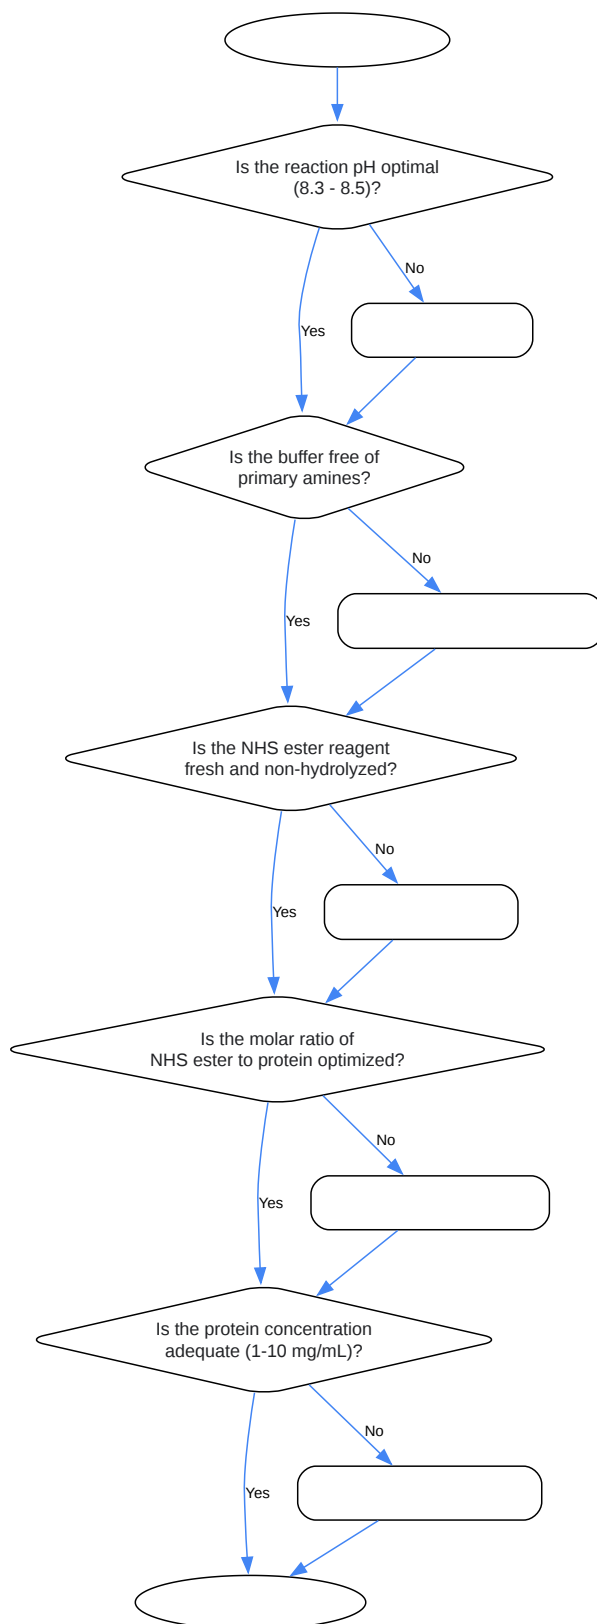 Is the reaction pH optimal
(8.3 - 8.5)?
No
Yes
Is the buffer free of
primary amines?
No
Yes
Is the NHS ester reagent
fresh and non-hydrolyzed?
No
Yes
Is the molar ratio of
NHS ester to protein optimized?
No
Yes
Is the protein concentration
adequate (1-10 mg/mL)?
No
Yes